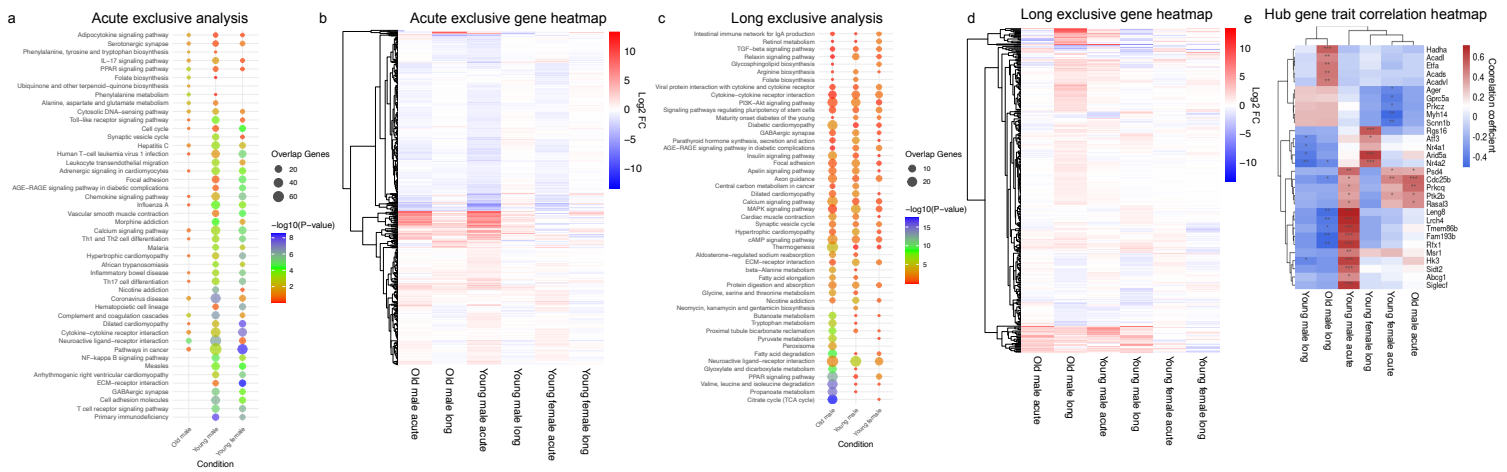 a
Acute exclusive analysis
Adipocytokine signaling pathway
Serotonergic synapse
Phenylalanine, tyrosine and tryptophan biosynthesis
IL−17 signaling pathway
PPAR signaling pathway
Folate biosynthesis
Ubiquinone and other terpenoid−quinone biosynthesis
Phenylalanine metabolism
Alanine, aspartate and glutamate metabolism
Cytosolic DNA−sensing pathway
Toll−like receptor signaling pathway
Cell cycle
Synaptic vesicle cycle
Hepatitis C
Human T−cell leukemia virus 1 infection
Leukocyte transendothelial migration
Adrenergic signaling in cardiomyocytes
Focal adhesion
AGE−RAGE signaling pathway in diabetic complications
Chemokine signaling pathway
Influenza A
Vascular smooth muscle contraction
Morphine addiction
Calcium signaling pathway
Th1 and Th2 cell differentiation
Malaria
Hypertrophic cardiomyopathy
African trypanosomiasis
Inflammatory bowel disease
Th17 cell differentiation
Nicotine addiction
Coronavirus disease
Hematopoietic cell lineage
Complement and coagulation cascades
Dilated cardiomyopathy
Cytokine−cytokine receptor interaction
Neuroactive ligand−receptor interaction
Pathways in cancer
NF−kappa B signaling pathway
Measles
Arrhythmogenic right ventricular cardiomyopathy
ECM−receptor interaction
GABAergic synapse
Cell adhesion molecules
T cell receptor signaling pathway
Primary immunodeficiency
Old male
Young male
Young female
Condition
Overlap Genes
20
40
60
−log10(P−value)
8
6
4
2
b
Acute exclusive gene heatmap
Old male acute
Old male long
Young male acute
Young male long
Young female acute
Young female long
Log2 FC
10
5
0
−5
−10
c
Long exclusive analysis
Intestinal immune network for IgA production
Retinol metabolism
TGF−beta signaling pathway
Relaxin signaling pathway
Glycosphingolipid biosynthesis
Arginine biosynthesis
Folate biosynthesis
Viral protein interaction with cytokine and cytokine receptor
Cytokine−cytokine receptor interaction
PI3K−Akt signaling pathway
Signaling pathways regulating pluripotency of stem cells
Maturity onset diabetes of the young
Diabetic cardiomyopathy
GABAergic synapse
Parathyroid hormone synthesis, secretion and action
AGE−RAGE signaling pathway in diabetic complications
Insulin signaling pathway
Focal adhesion
Apelin signaling pathway
Axon guidance
Central carbon metabolism in cancer
Dilated cardiomyopathy
Calcium signaling pathway
MAPK signaling pathway
Cardiac muscle contraction
Synaptic vesicle cycle
Hypertrophic cardiomyopathy
cAMP signaling pathway
Thermogenesis
Aldosterone−regulated sodium reabsorption
ECM−receptor interaction
beta−Alanine metabolism
Fatty acid elongation
Protein digestion and absorption
Glycine, serine and threonine metabolism
Nicotine addiction
Neomycin, kanamycin and gentamicin biosynthesis
Butanoate metabolism
Tryptophan metabolism
Proximal tubule bicarbonate reclamation
Pyruvate metabolism
Peroxisome
Fatty acid degradation
Neuroactive ligand−receptor interaction
Glyoxylate and dicarboxylate metabolism
PPAR signaling pathway
Valine, leucine and isoleucine degradation
Propanoate metabolism
Citrate cycle (TCA cycle)
Old male
Young male
Young female
Condition
Overlap Genes
10
20
−log10(P−value)
15
10
5
d
Long exclusive gene heatmap
Old male acute
Old male long
Young male acute
Young male long
Young female acute
Young female long
Log2 FC
10
5
0
−5
−10
e
Hub gene trait correlation heatmap
Hadha
Acadl
Etfa
Acads
Acadvl
Ager
Gprc5a
Prkcz
Myh14
Scnn1b
Rgs16
Atf3
Nr4a1
Arid5a
Nr4a2
Psd4
Cdc25b
Prkcq
Ptk2b
Rasal3
Leng8
Lrch4
Tmem86b
Fam193b
Rfx1
Msr1
Hk3
Sidt2
Abcg1
Siglecf
Young male long
Old male long
Young male acute
Young female long
Young female acute
Old male acute
0.6
0.4
0.2
0
−0.2
−0.4
Coorelation coefficient